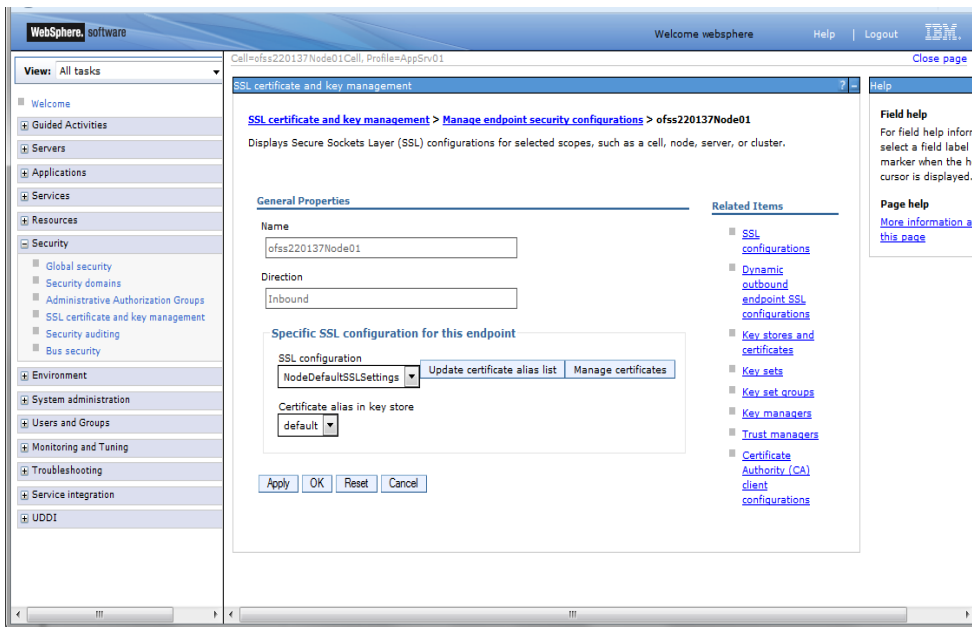 WebSphere. software
Welcome websphere
Help | Logout
IBM.
Cell=ofss220137Node01Cell, Profile=AppSrv01
Close page
View: All tasks
Welcome
Guided Activities
Servers
Applications
Services
Resources
Security
Global security
Security domains
Administrative Authorization Groups
SSL certificate and key management
Security auditing
Bus security
Environment
System administration
Users and Groups
Monitoring and Tuning
Troubleshooting
Service integration
UDDI
SSL certificate and key management
? -
SSL certificate and key management > Manage endpoint security configurations > ofss220137Node01
Displays Secure Sockets Layer (SSL) configurations for selected scopes, such as a cell, node, server, or cluster.
General Properties
Name
ofss220137Node01
Direction
Inbound
Specific SSL configuration for this endpoint
SSL configuration
NodeDefaultSSLSettings
Update certificate alias list
Manage certificates
Certificate alias in key store
default
Apply
OK
Reset
Cancel
Related Items
SSL
configurations
Dynamic
outbound
endpoint SSL
configurations
Key stores and
certificates
Key sets
Key set groups
Key managers
Trust managers
Certificate
Authority (CA)
client
configurations
Help
Field help
For field help infor
select a field label
marker when the h
cursor is displayed.
Page help
More information a
this page